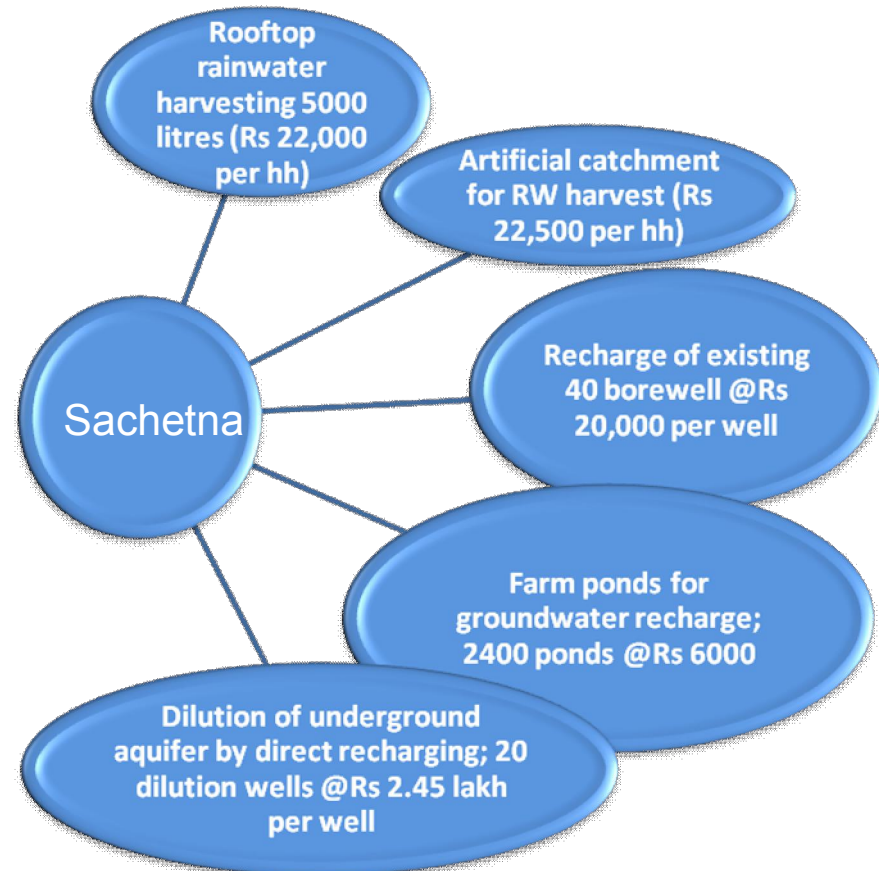 Rooftop
rainwater
harvesting 5000
litres (Rs 22,000
per hh)
Artificial catchment
for RW harvest (Rs
22,500 per hh)
Sachetna
Recharge of existing
40 borewell @Rs
20,000 per well
Farm ponds for
groundwater recharge;
2400 ponds @Rs 6000
Dilution of underground
aquifer by direct recharging; 20
dilution wells @Rs 2.45 lakh
per well